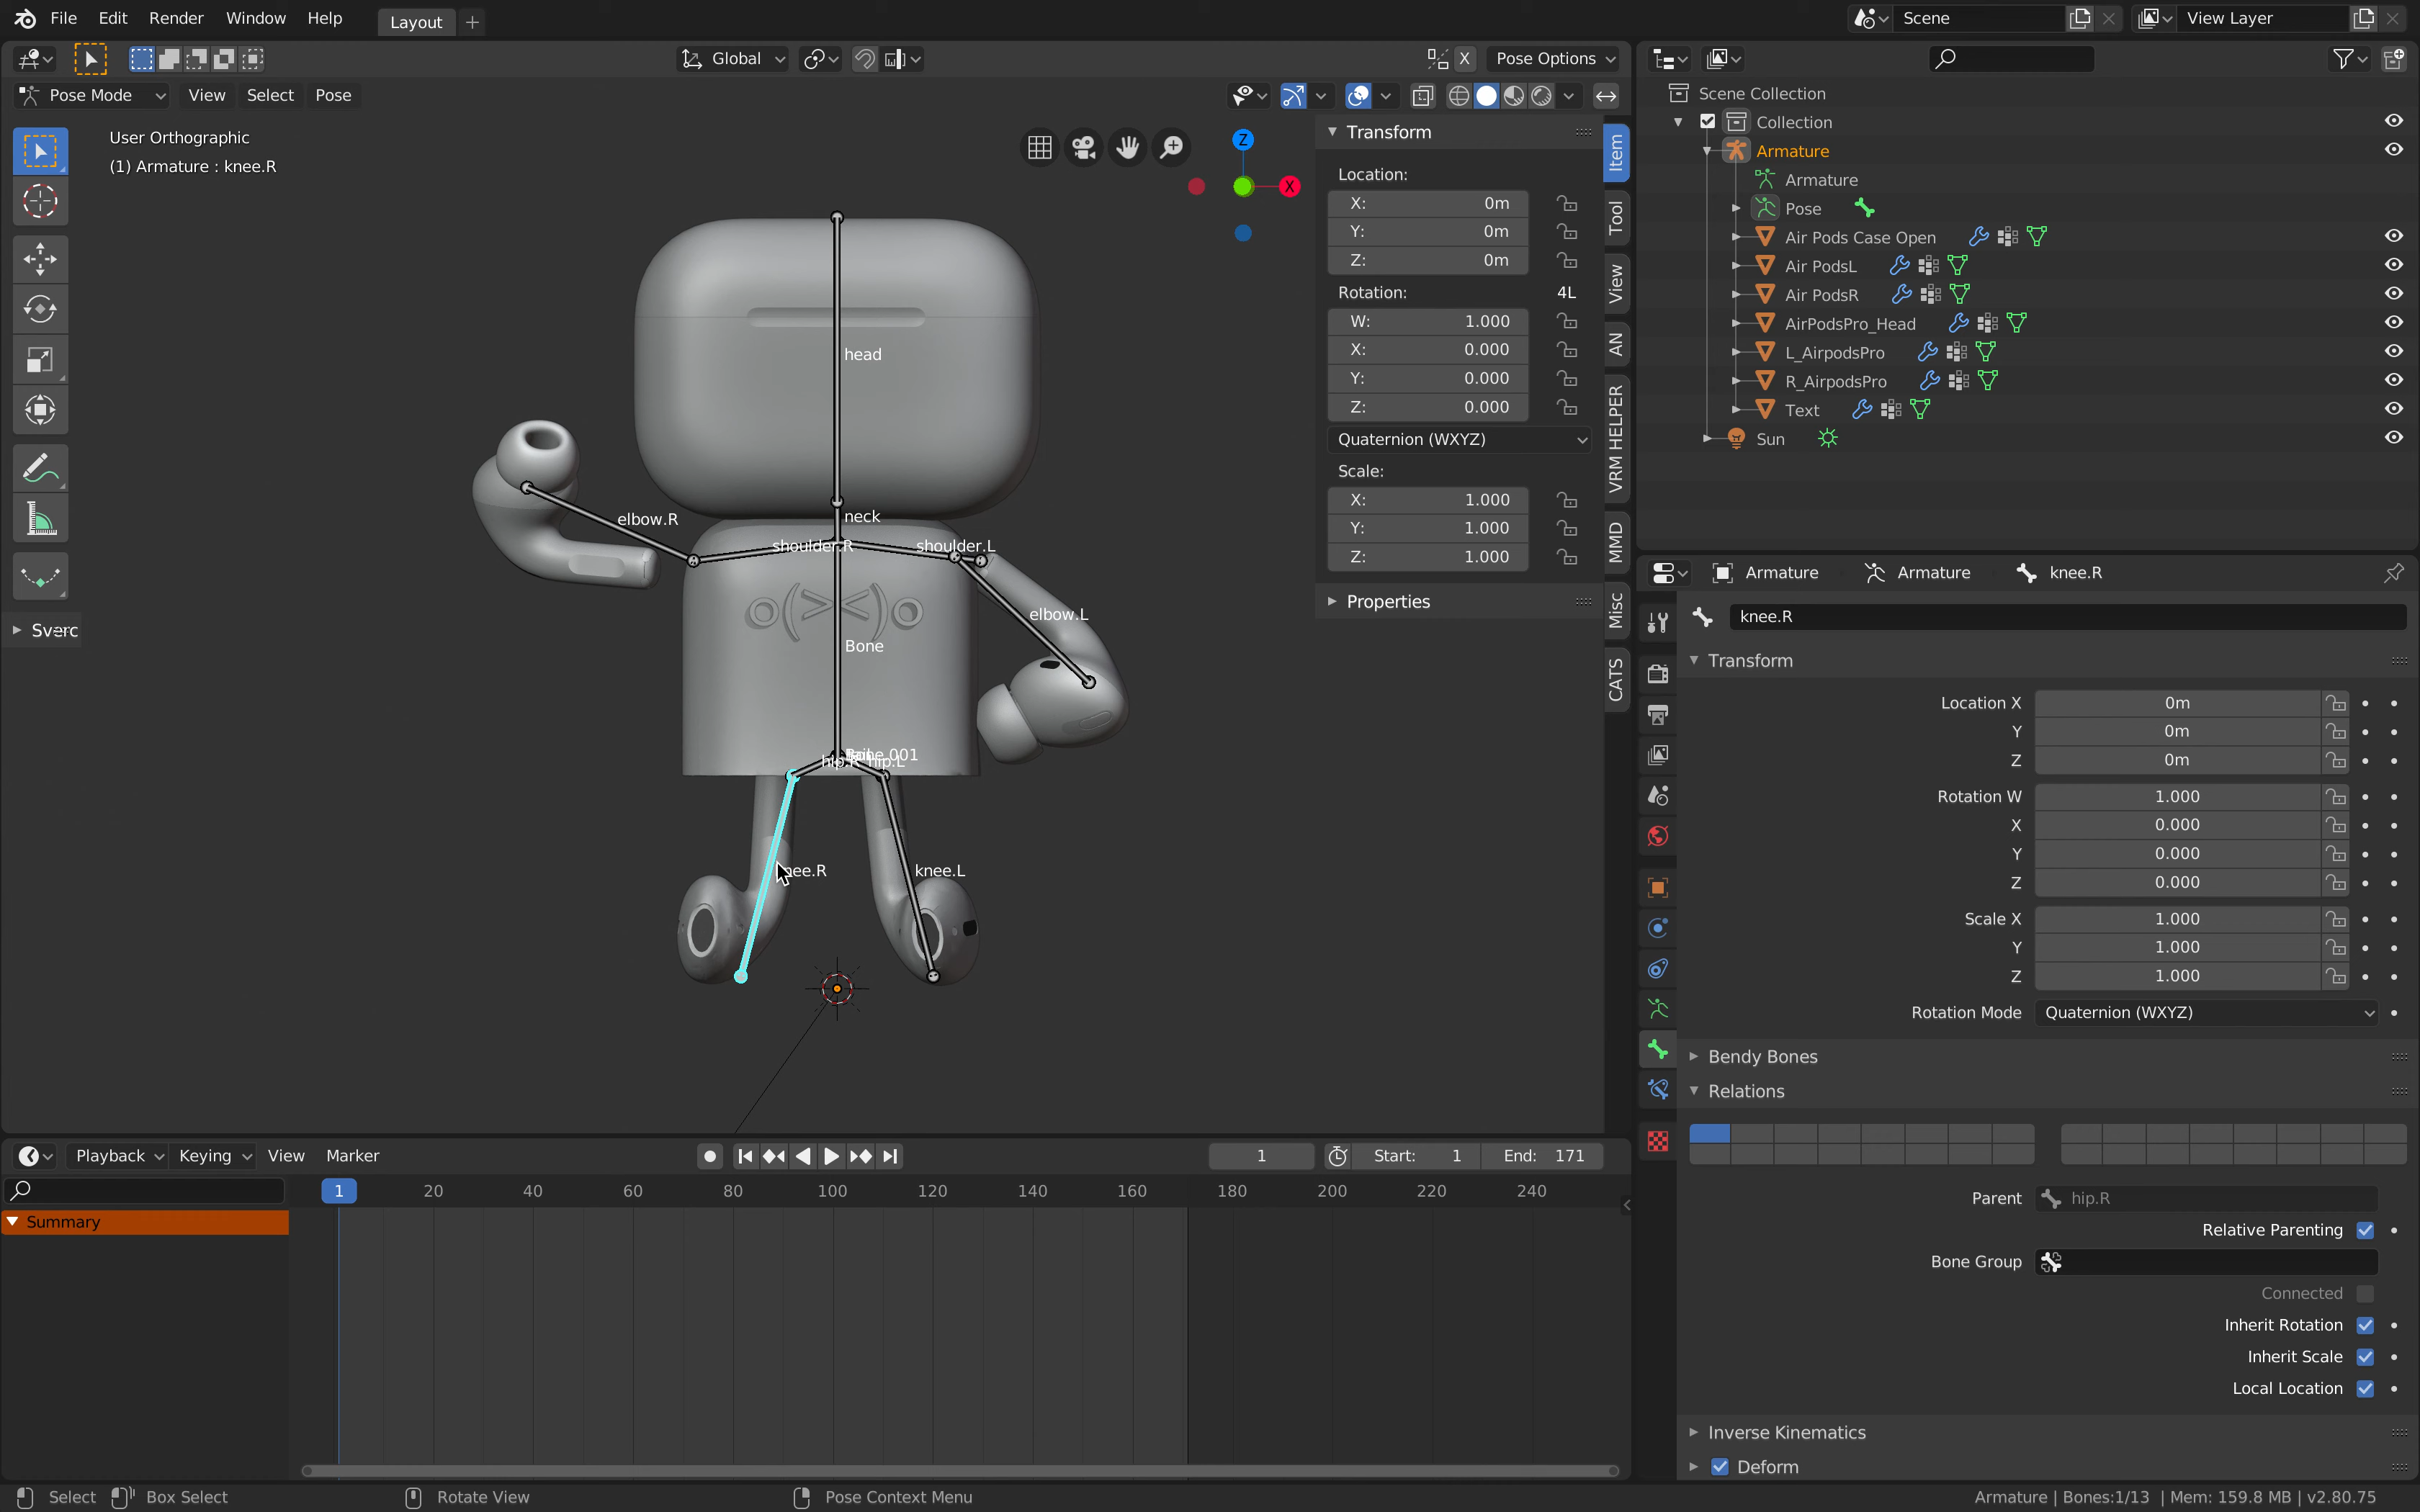 File Edit Render Window Help
Layout
Scene
View Layer
Global
X
Pose Options
Pose Mode
View Select Pose
User Orthographic
(1) Armature : knee.R
Z
X
head
elbow.R
neck
shoulder.R
shoulder.L
elbow.L
o(><)o
Bone
hip.L
knee.R
knee.L
Sverc
Transform
Location:
X: 0m
Y: 0m
Z: 0m
Rotation: 4L
W: 1.000
X: 0.000
Y: 0.000
Z: 0.000
Quaternion (WXYZ)
Scale:
X: 1.000
Y: 1.000
Z: 1.000
Properties
Item
Tool
View
AN
VRM HELPER
MMD
Misc
CATS
Scene Collection
Collection
Armature
Armature
Pose
Air Pods Case Open
Air PodsL
Air PodsR
AirPodsPro_Head
L_AirpodsPro
R_AirpodsPro
Text
Sun
Armature Armature knee.R
knee.R
Transform
Location X 0m
Y 0m
Z 0m
Rotation W 1.000
X 0.000
Y 0.000
Z 0.000
Scale X 1.000
Y 1.000
Z 1.000
Rotation Mode Quaternion (WXYZ)
Bendy Bones
Relations
Parent hip.R
Relative Parenting
Bone Group
Connected
Inherit Rotation
Inherit Scale
Local Location
Inverse Kinematics
Deform
Playback Keying View Marker
1
Start: 1
End: 171
1 20 40 60 80 100 120 140 160 180 200 220 240
Summary
Select Box Select Rotate View Pose Context Menu
Armature | Bones:1/13 | Mem: 159.8 MB | v2.80.75